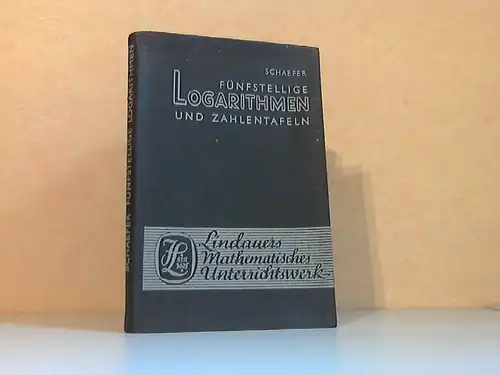 SCHAEFER
FÜNFSTELLIGE
LOGARITHMEN
UND ZAHLENTAFELN
Lindauers
Mathematisches
Unterrichtswerk
SCHAEFER FÜNFSTELLIGE LOGARITHMEN